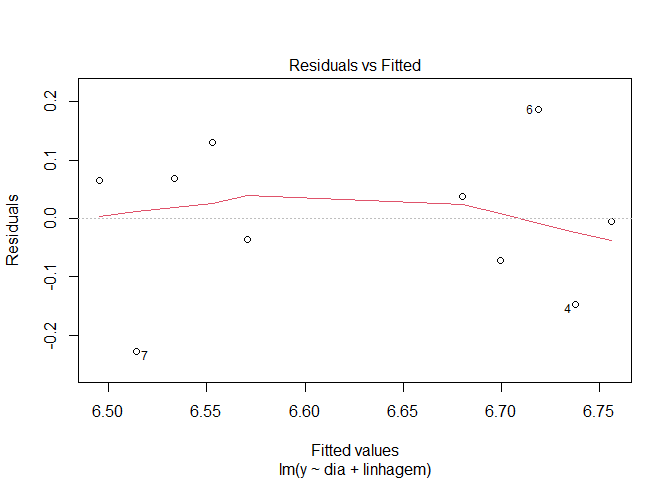 Residuals vs Fitted
0.2
0.1
0.0
-0.1
-0.2
Residuals
6
4
7
6.50 6.55 6.60 6.65 6.70 6.75
Fitted values
lm(y ~ dia + linhagem)